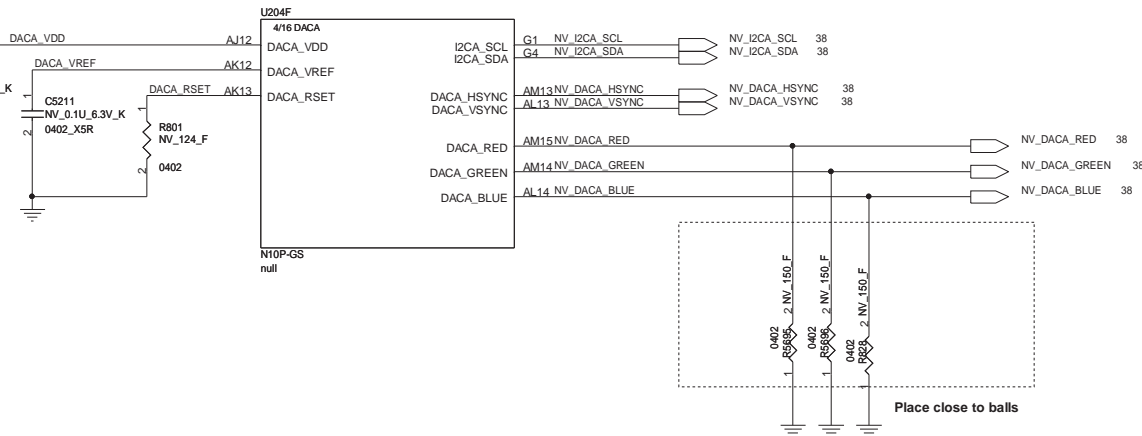 U204F
4/16 DACA
DACA_VDD AJ12 DACA_VDD
DACA_VREF AK12 DACA_VREF
DACA_RSET AK13 DACA_RSET
_K
1
C5211
NV_0.1U_6.3V_K
0402_X5R
2
1
R801
NV_124_F
0402
2
I2CA_SCL G1 NV_I2CA_SCL NV_I2CA_SCL 38
I2CA_SDA G4 NV_I2CA_SDA NV_I2CA_SDA 38
DACA_HSYNC AM13 NV_DACA_HSYNC NV_DACA_HSYNC 38
DACA_VSYNC AL13 NV_DACA_VSYNC NV_DACA_VSYNC 38
DACA_RED AM15 NV_DACA_RED NV_DACA_RED 38
DACA_GREEN AM14 NV_DACA_GREEN NV_DACA_GREEN 38
DACA_BLUE AL14 NV_DACA_BLUE NV_DACA_BLUE 38
N10P-GS
null
0402
R5695
1 2 NV_150_F
0402
R5696
1 2 NV_150_F
0402
R828
1 2 NV_150_F
Place close to balls